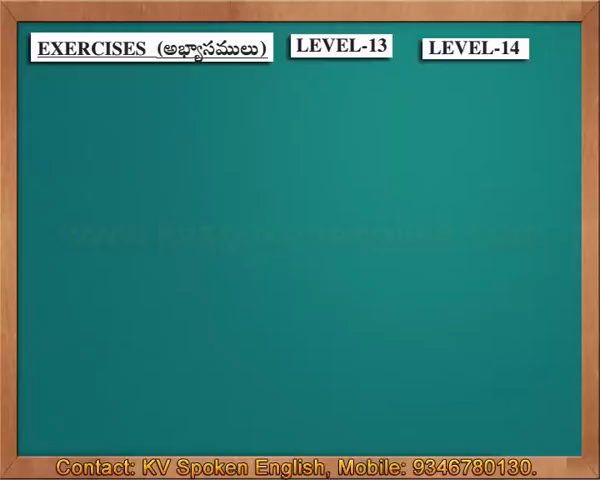 EXERCISES (అభ్యాసములు) LEVEL-13 LEVEL-14
Contact: KV Spoken English, Mobile: 9346780130.